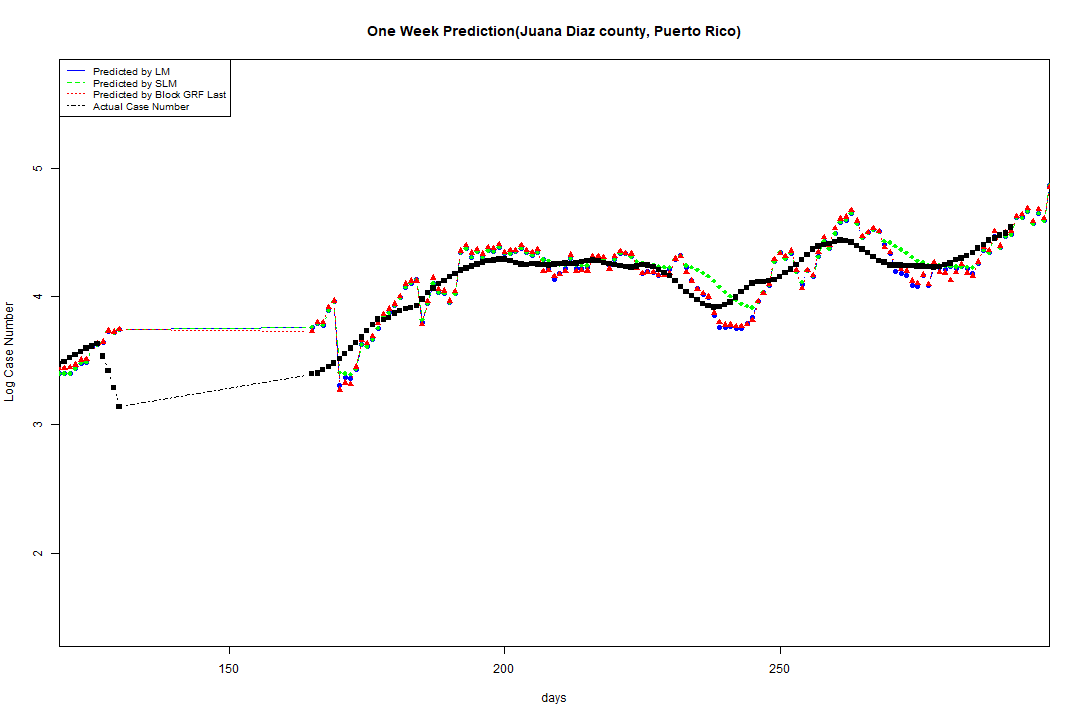 One Week Prediction(Juana Diaz county, Puerto Rico)
Predicted by LM
Predicted by SLM
Predicted by Block GRF Last
Actual Case Number
5
4
3
2
Log Case Number
150 200 250
days